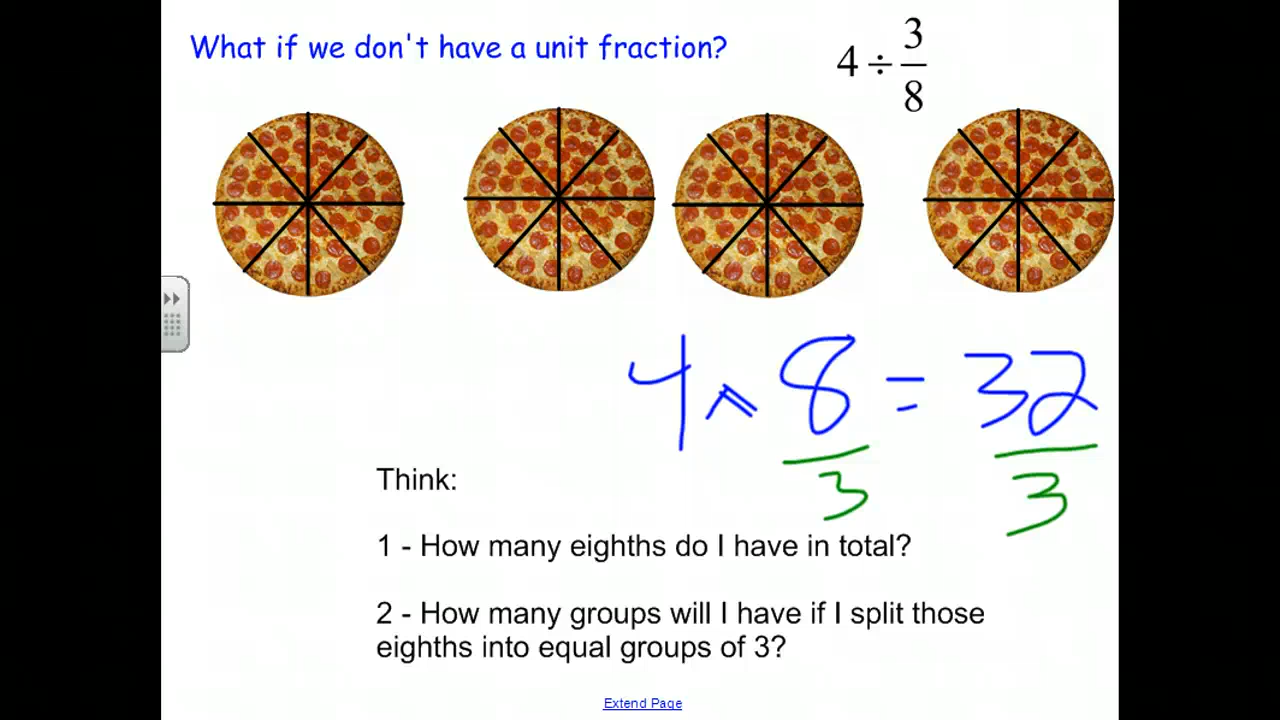 What if we don't have a unit fraction?
4 ÷ 3/8
4 × 8/3 = 32/3
Think:
1 - How many eighths do I have in total?
2 - How many groups will I have if I split those
eighths into equal groups of 3?
Extend Page